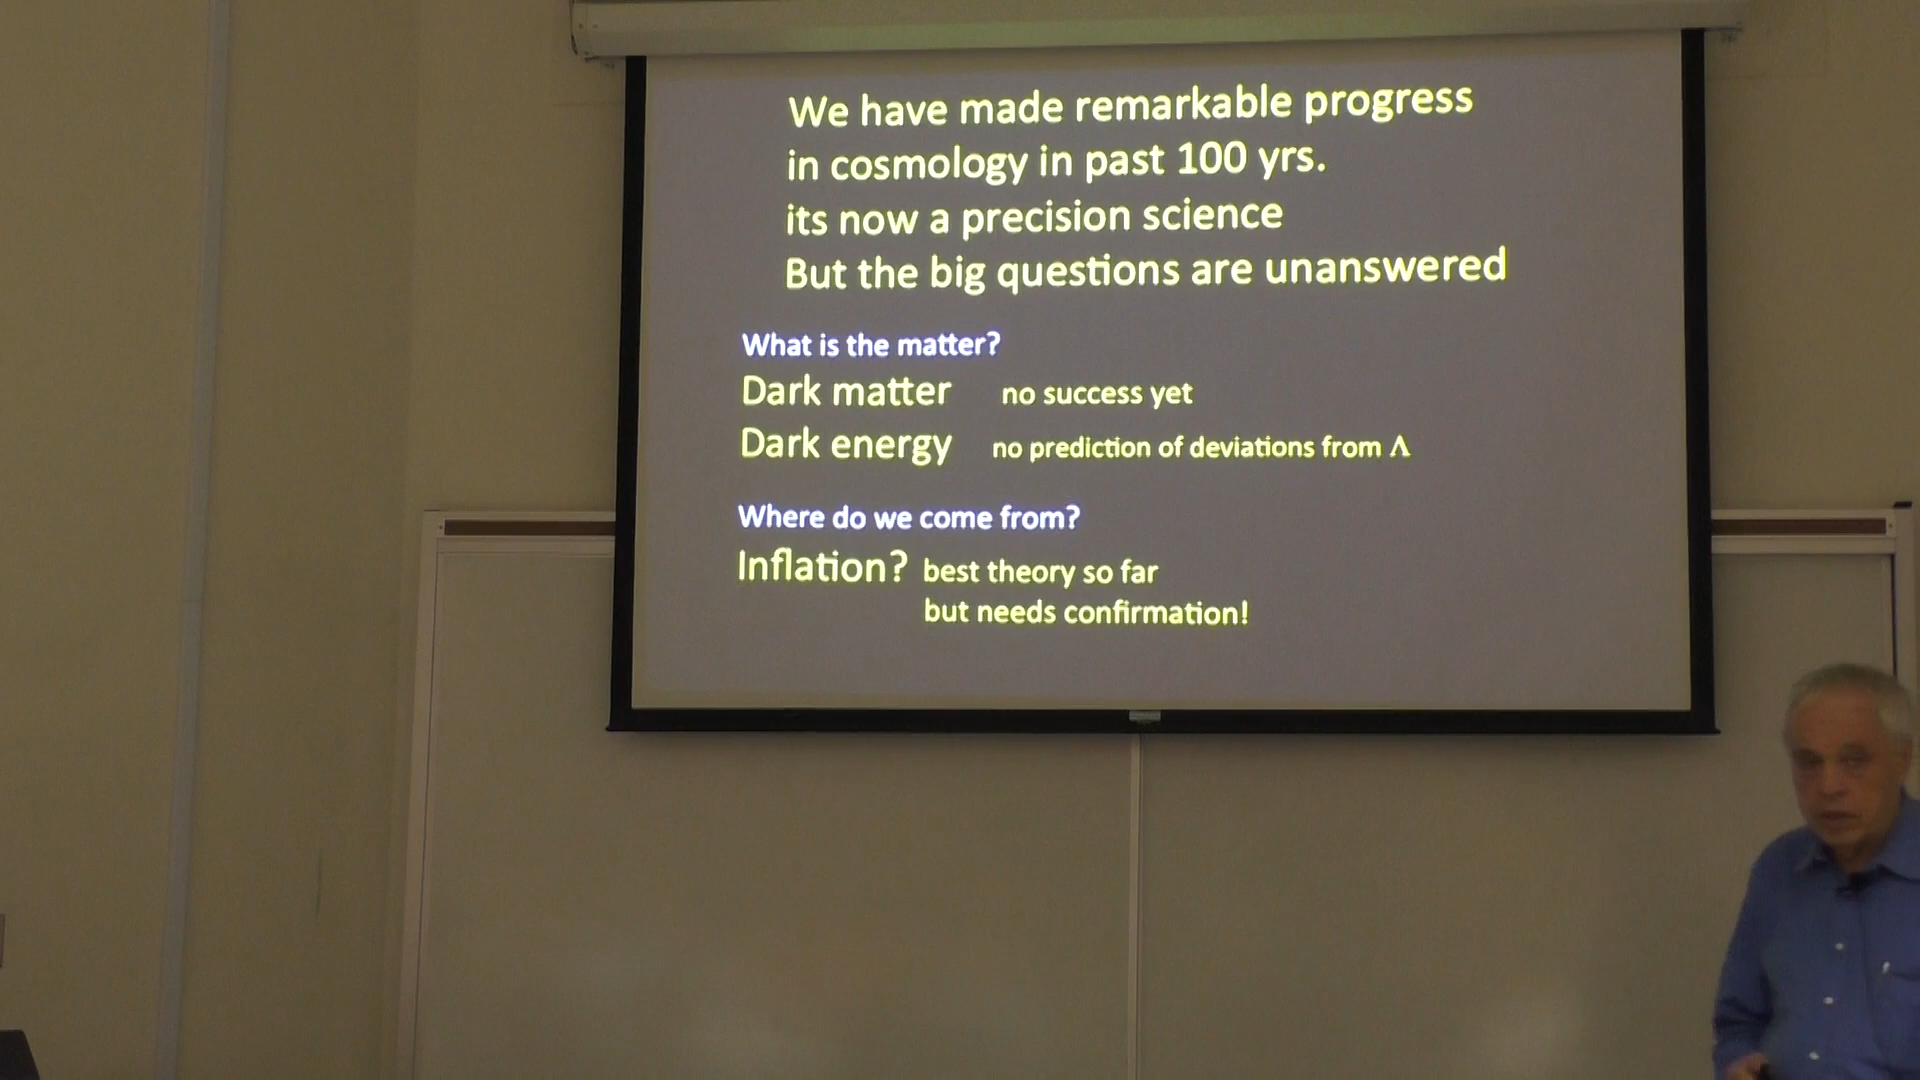 We have made remarkable progress
in cosmology in past 100 yrs.
its now a precision science
But the big questions are unanswered
What is the matter?
Dark matter no success yet
Dark energy no prediction of deviations from Λ
Where do we come from?
Inflation? best theory so far
but needs confirmation!